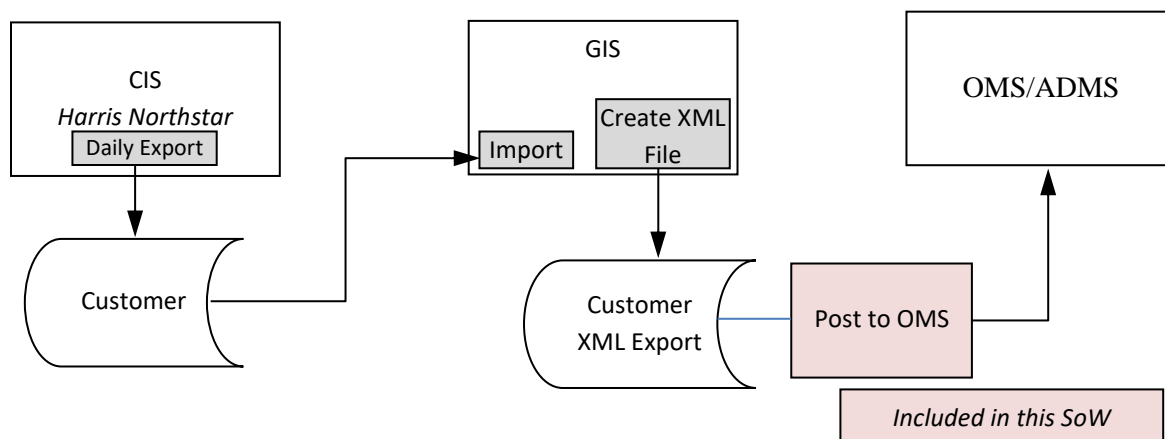 CIS
Harris Northstar
Daily Export
Customer
GIS
Import
Create XML
File
Customer
XML Export
Post to OMS
OMS/ADMS
Included in this SoW